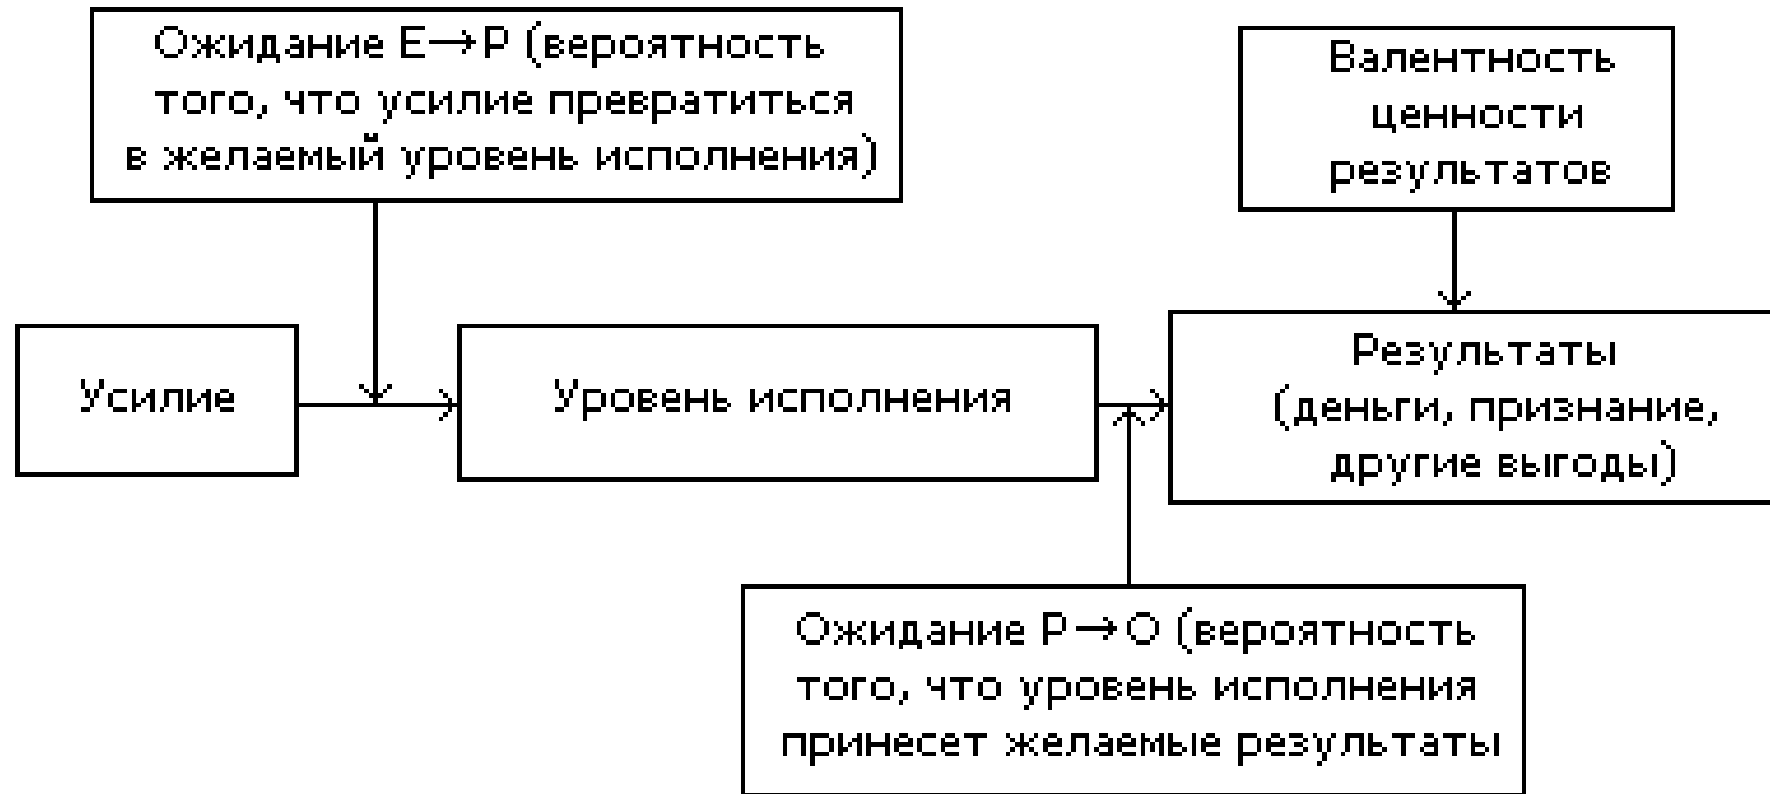 Ожидание E→P (вероятность
того, что усилие превратиться
в желаемый уровень исполнения)
Валентность
ценности
результатов
Усилие
Уровень исполнения
Результаты
(деньги, признание,
другие выгоды)
Ожидание P→O (вероятность
того, что уровень исполнения
принесет желаемые результаты